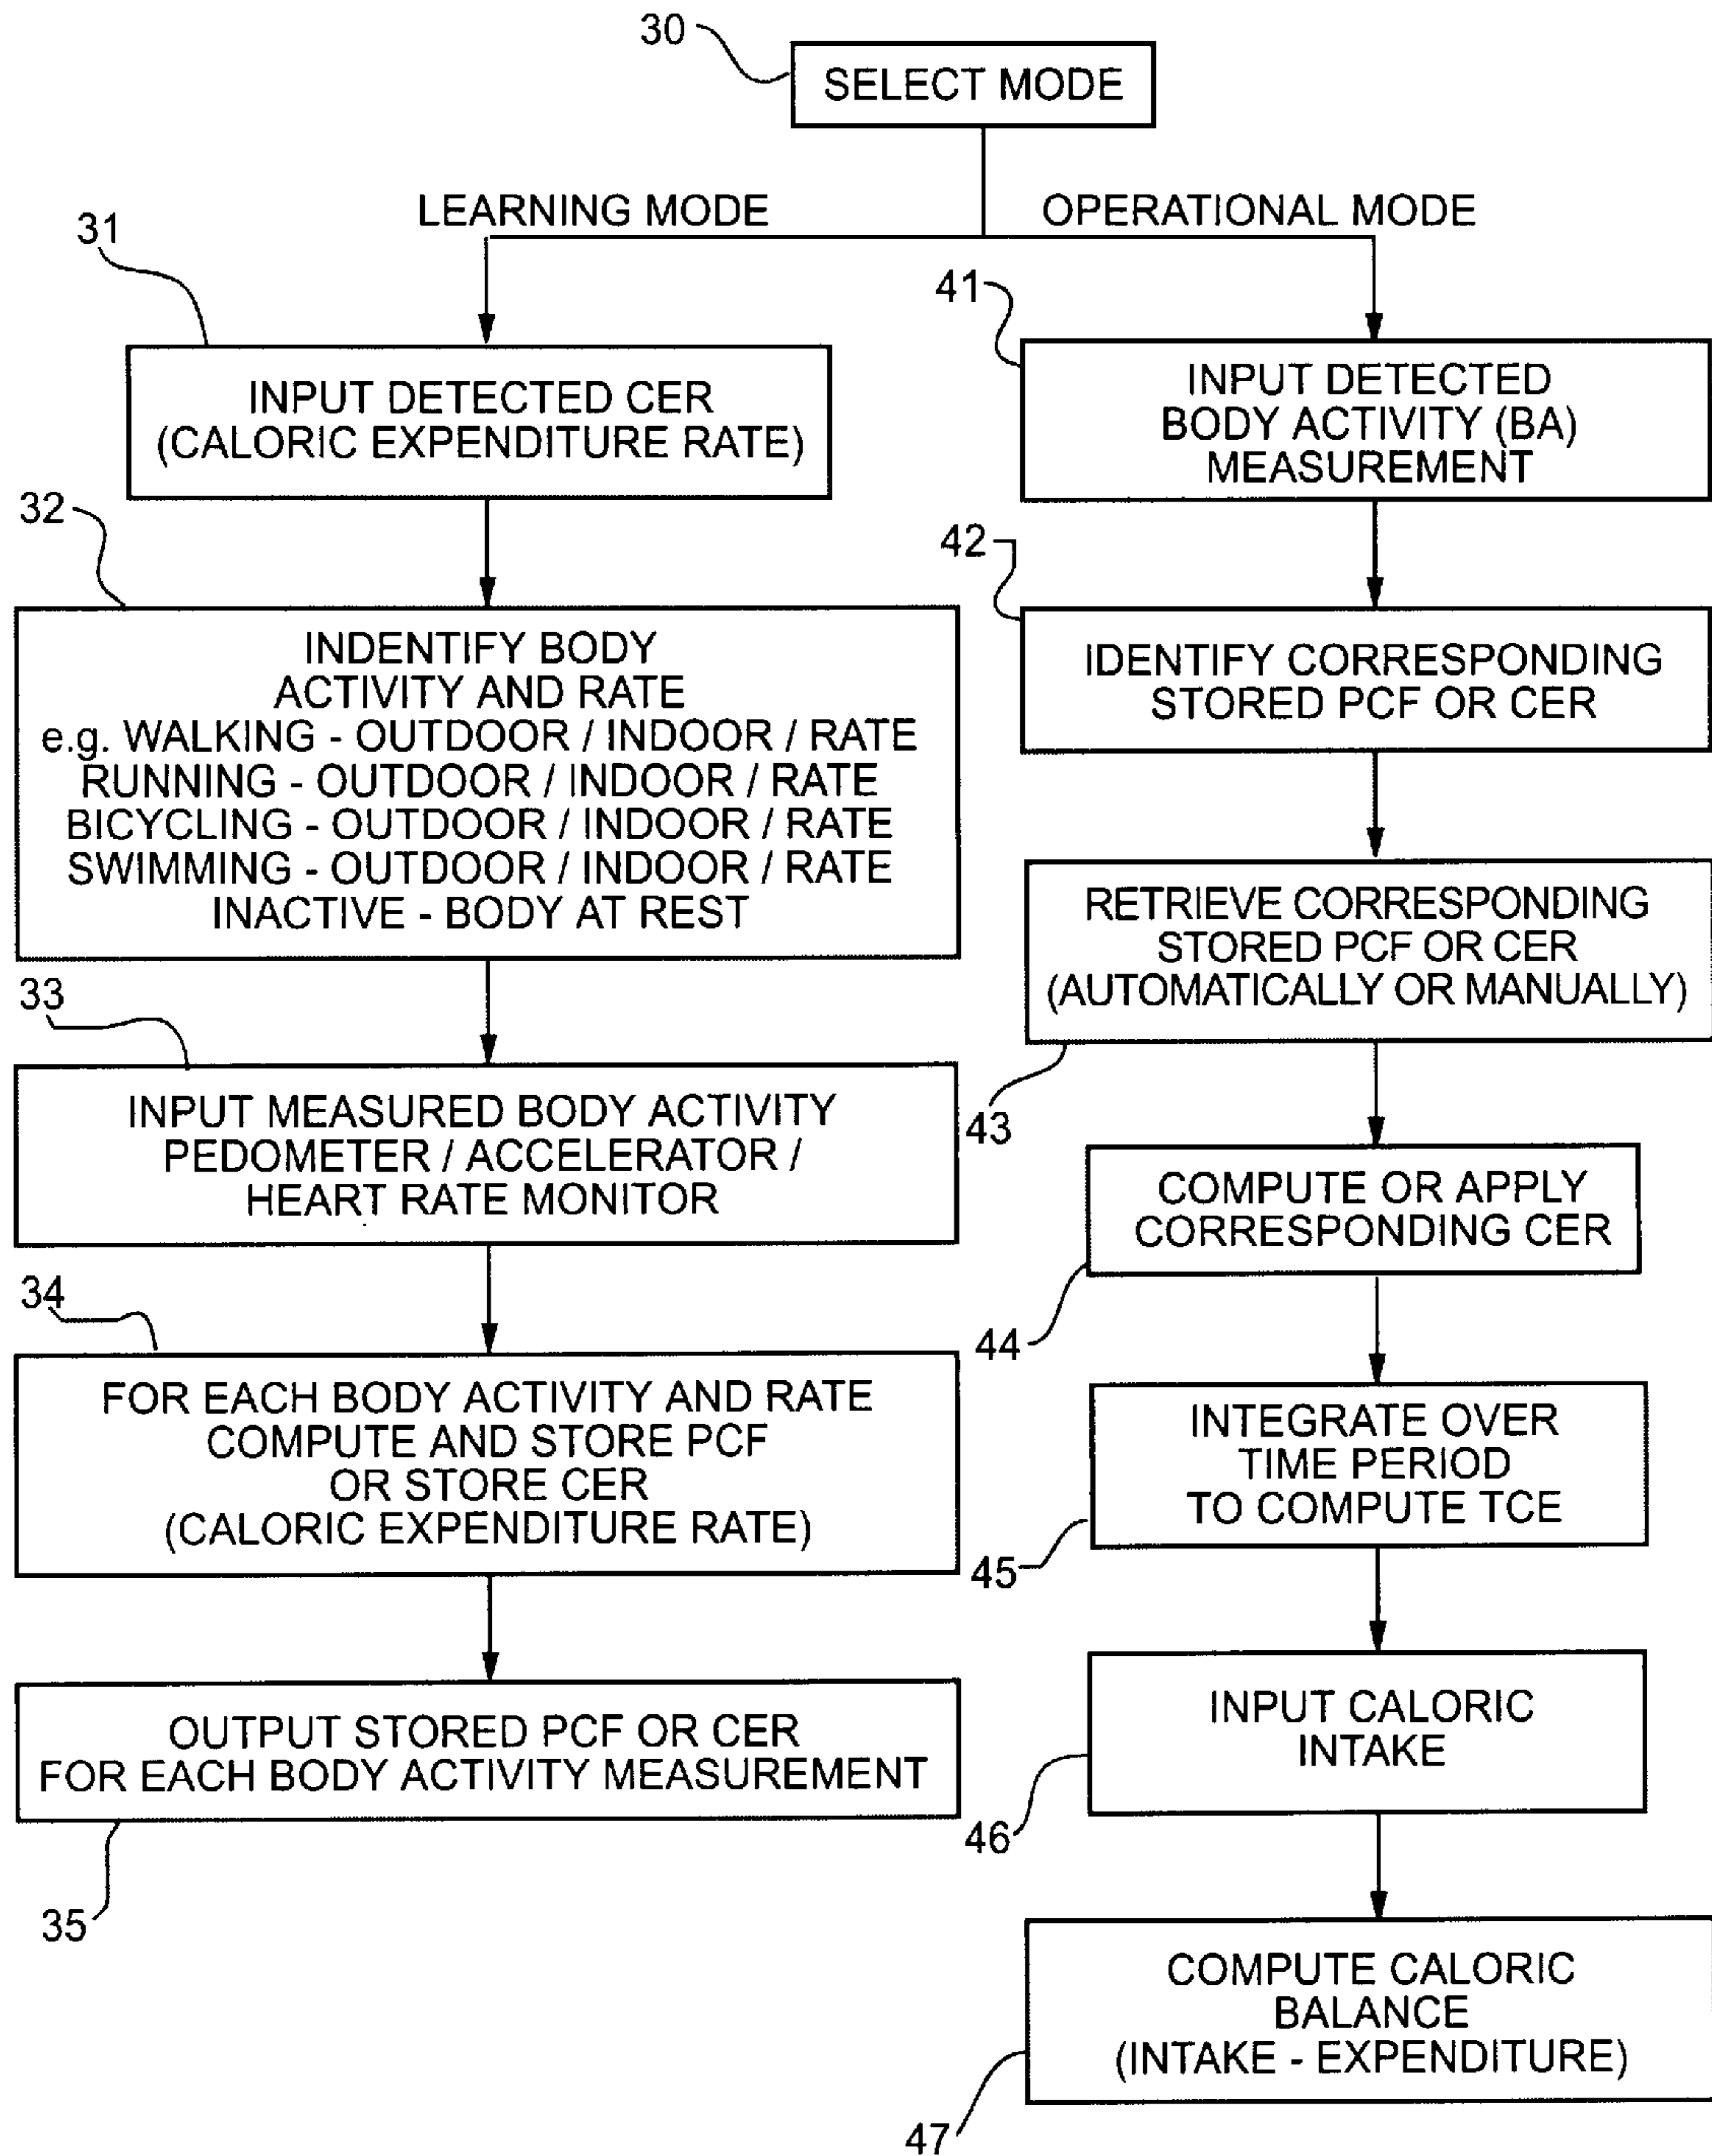 30
SELECT MODE
LEARNING MODE
OPERATIONAL MODE
31
INPUT DETECTED CER
(CALORIC EXPENDITURE RATE)
32
INDENTIFY BODY
ACTIVITY AND RATE
e.g. WALKING - OUTDOOR / INDOOR / RATE
RUNNING - OUTDOOR / INDOOR / RATE
BICYCLING - OUTDOOR / INDOOR / RATE
SWIMMING - OUTDOOR / INDOOR / RATE
INACTIVE - BODY AT REST
33
INPUT MEASURED BODY ACTIVITY
PEDOMETER / ACCELERATOR /
HEART RATE MONITOR
34
FOR EACH BODY ACTIVITY AND RATE
COMPUTE AND STORE PCF
OR STORE CER
(CALORIC EXPENDITURE RATE)
OUTPUT STORED PCF OR CER
FOR EACH BODY ACTIVITY MEASUREMENT
35
41
INPUT DETECTED
BODY ACTIVITY (BA)
MEASUREMENT
42
IDENTIFY CORRESPONDING
STORED PCF OR CER
RETRIEVE CORRESPONDING
STORED PCF OR CER
(AUTOMATICALLY OR MANUALLY)
43
COMPUTE OR APPLY
CORRESPONDING CER
44
INTEGRATE OVER
TIME PERIOD
TO COMPUTE TCE
45
INPUT CALORIC
INTAKE
46
COMPUTE CALORIC
BALANCE
(INTAKE - EXPENDITURE)
47